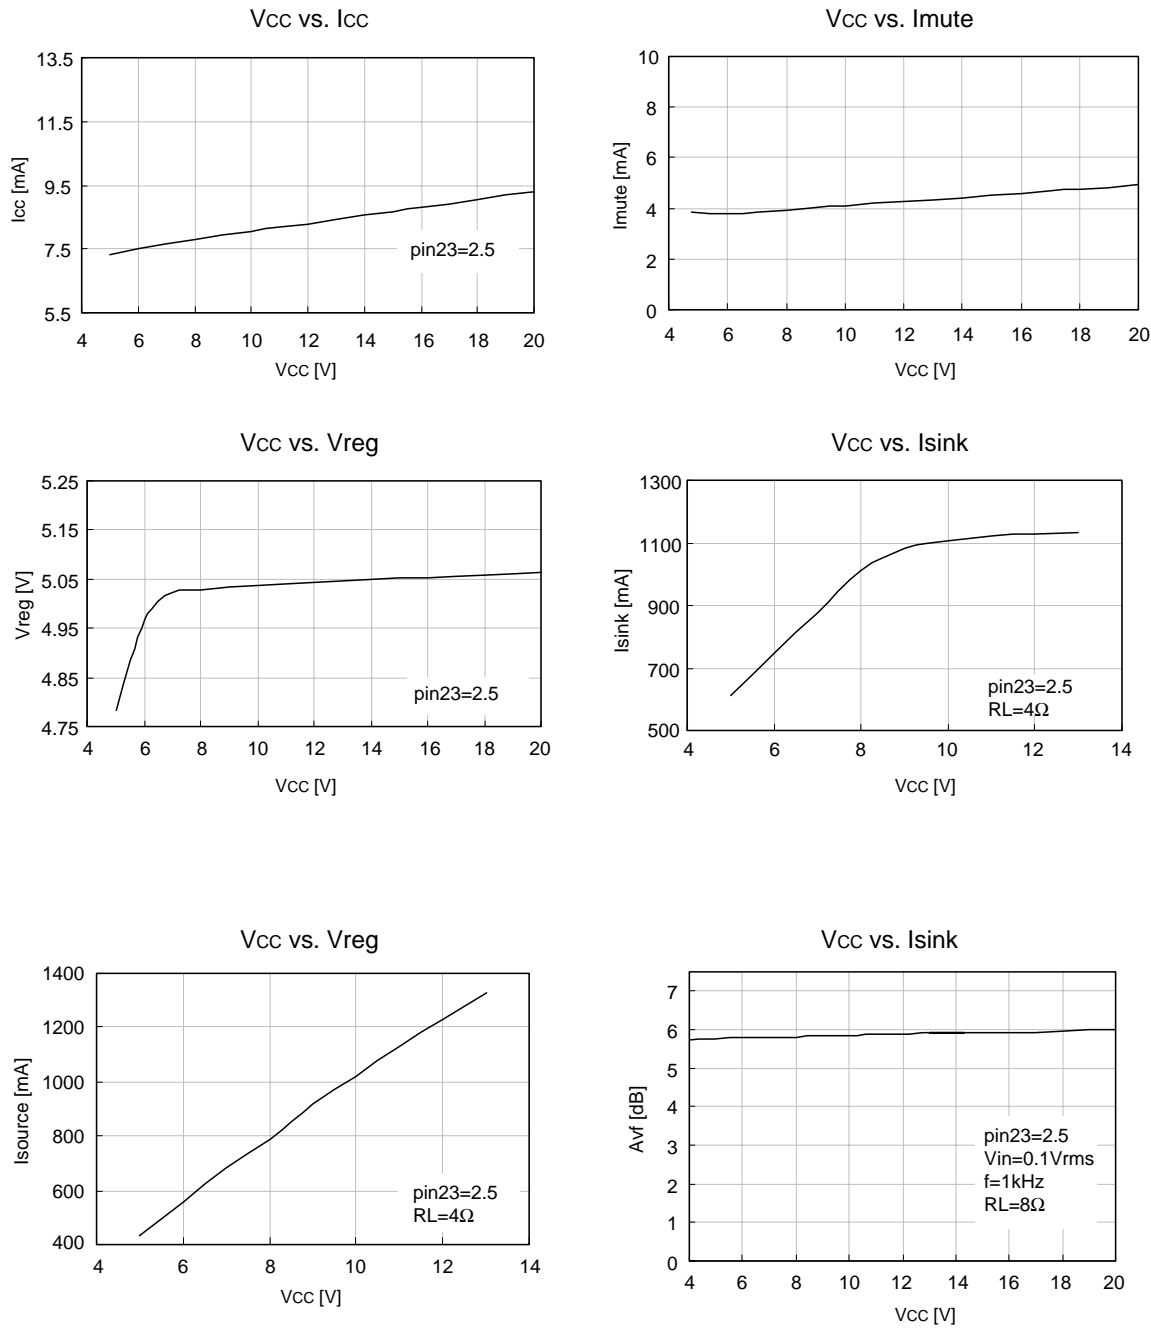 VCC vs. ICC
13.5
11.5
9.5
7.5
5.5
Icc [mA]
pin23=2.5
4 6 8 10 12 14 16 18 20
VCC [V]
VCC vs. Imute
10
8
6
4
2
0
Imute [mA]
4 6 8 10 12 14 16 18 20
VCC [V]
VCC vs. Vreg
5.25
5.15
5.05
4.95
4.85
4.75
Vreg [V]
pin23=2.5
4 6 8 10 12 14 16 18 20
VCC [V]
VCC vs. Isink
1300
1100
900
700
500
Isink [mA]
pin23=2.5
RL=4Ω
4 6 8 10 12 14
VCC [V]
VCC vs. Vreg
1400
1200
1000
800
600
400
Isource [mA]
pin23=2.5
RL=4Ω
4 6 8 10 12 14
VCC [V]
VCC vs. Isink
7
6
5
4
3
2
1
0
Avf [dB]
pin23=2.5
Vin=0.1Vrms
f=1kHz
RL=8Ω
4 6 8 10 12 14 16 18 20
VCC [V]